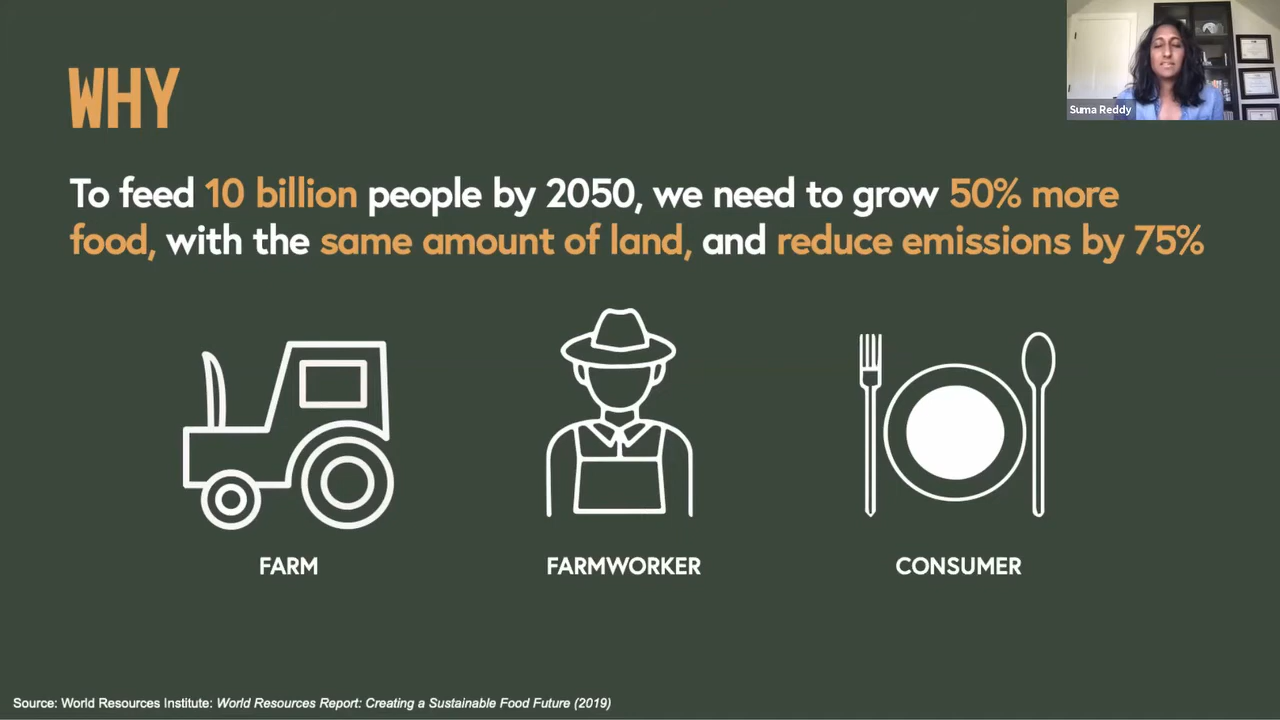 WHY
Suma Reddy
To feed 10 billion people by 2050, we need to grow 50% more
food, with the same amount of land, and reduce emissions by 75%
FARM
FARMWORKER
CONSUMER
Source: World Resources Institute: World Resources Report: Creating a Sustainable Food Future (2019)